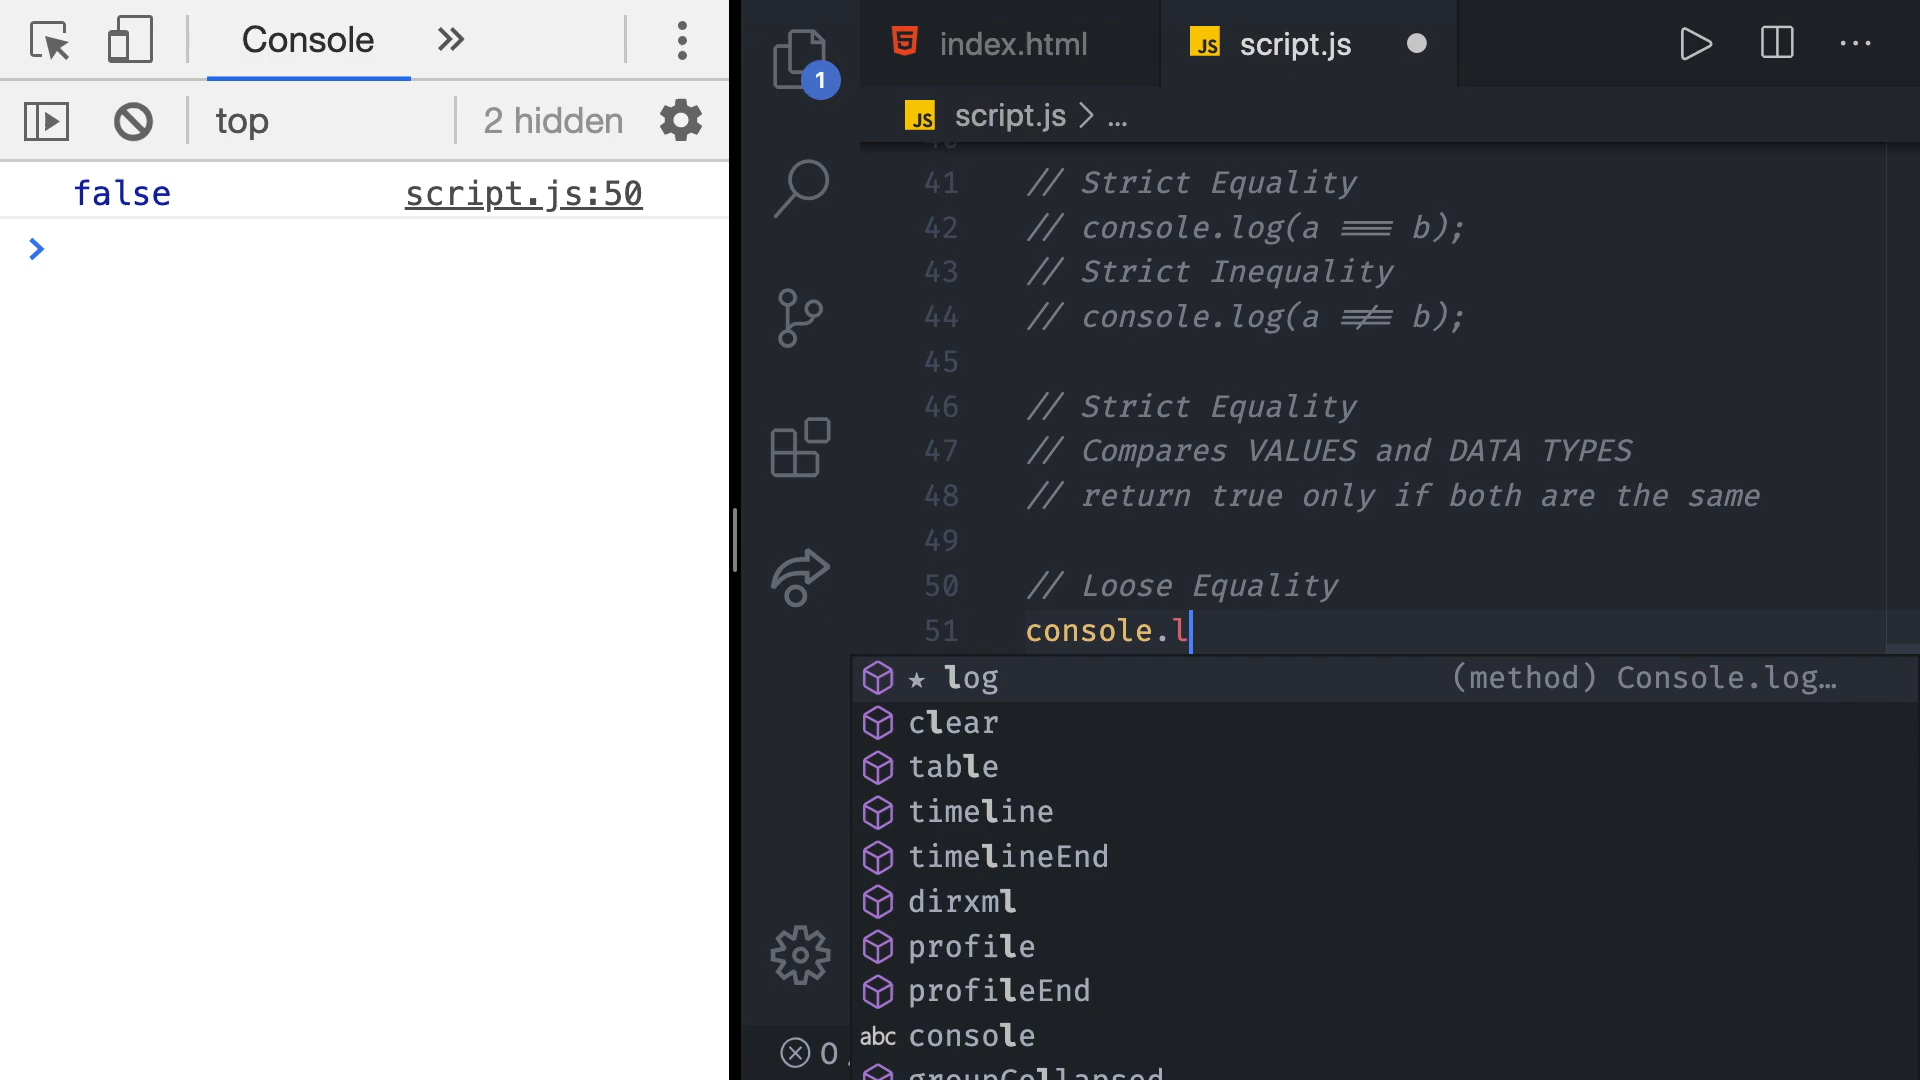 Console
top
2 hidden
false
script.js:50
1
index.html
JS script.js
JS script.js > ...
41 // Strict Equality
42 // console.log(a === b);
43 // Strict Inequality
44 // console.log(a !== b);
45
46 // Strict Equality
47 // Compares VALUES and DATA TYPES
48 // return true only if both are the same
49
50 // Loose Equality
51 console.l
★ log (method) Console.log…
clear
table
timeline
timelineEnd
dirxml
profile
profileEnd
abc console
groupCollapsed
0